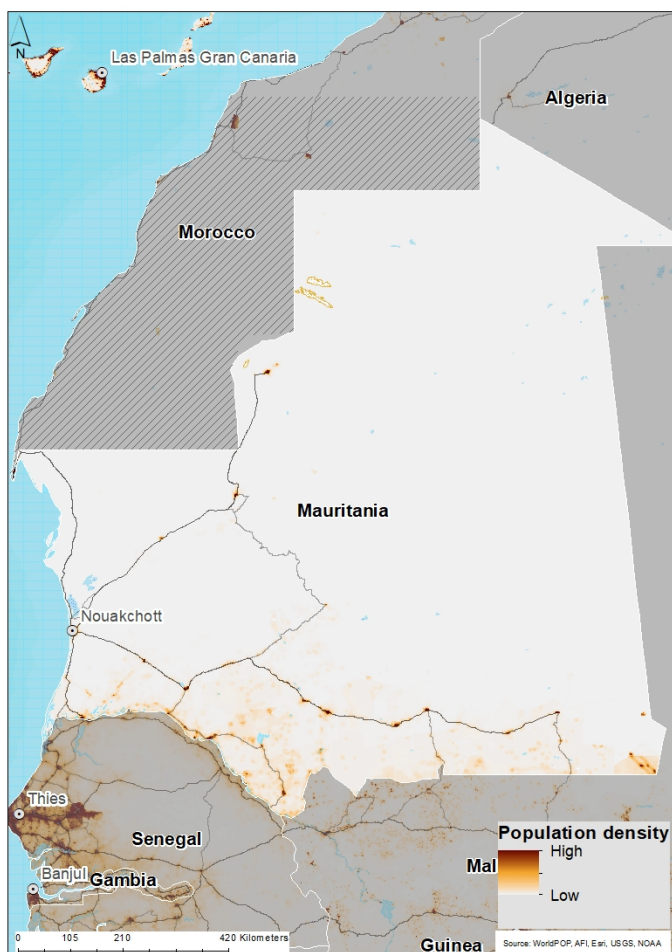 N
Las Palmas Gran Canaria
Algeria
Morocco
Mauritania
Nouakchott
Thies
Senegal
Banjul
Gambia
Mal
Guinea
Population density
High
Low
0 105 210 420 Kilometers
Source: WorldPOP, AFI, Esri, USGS, NOAA